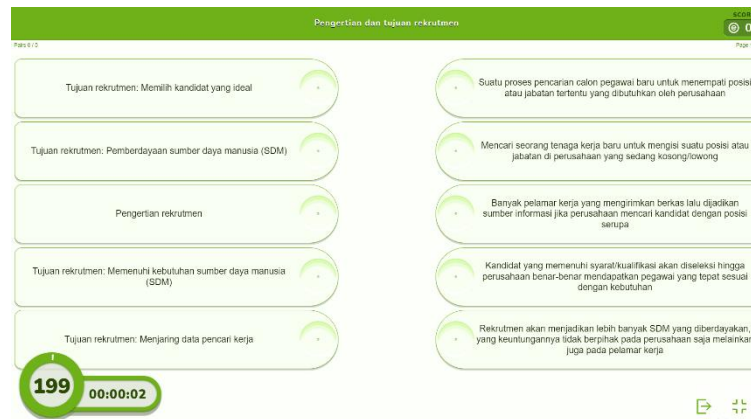 Pengertian dan tujuan rekrutmen
SCORE
0
Pairs 0 / 3
Page
Tujuan rekrutmen: Memilih kandidat yang ideal
Suatu proses pencarian calon pegawai baru untuk menempati posisi
atau jabatan tertentu yang dibutuhkan oleh perusahaan
Tujuan rekrutmen: Pemberdayaan sumber daya manusia (SDM)
Mencari seorang tenaga kerja baru untuk mengisi suatu posisi atau
jabatan di perusahaan yang sedang kosong/lowong
Pengertian rekrutmen
Banyak pelamar kerja yang mengirimkan berkas lalu dijadikan
sumber informasi jika perusahaan mencari kandidat dengan posisi
serupa
Tujuan rekrutmen: Memenuhi kebutuhan sumber daya manusia
(SDM)
Kandidat yang memenuhi syarat/kualifikasi akan diseleksi hingga
perusahaan benar-benar mendapatkan pegawai yang tepat sesuai
dengan kebutuhan
Tujuan rekrutmen: Menjaring data pencari kerja
Rekrutmen akan menjadikan lebih banyak SDM yang diberdayakan,
yang keuntungannya tidak berpihak pada perusahaan saja melainkan
juga pada pelamar kerja
199
00:00:02